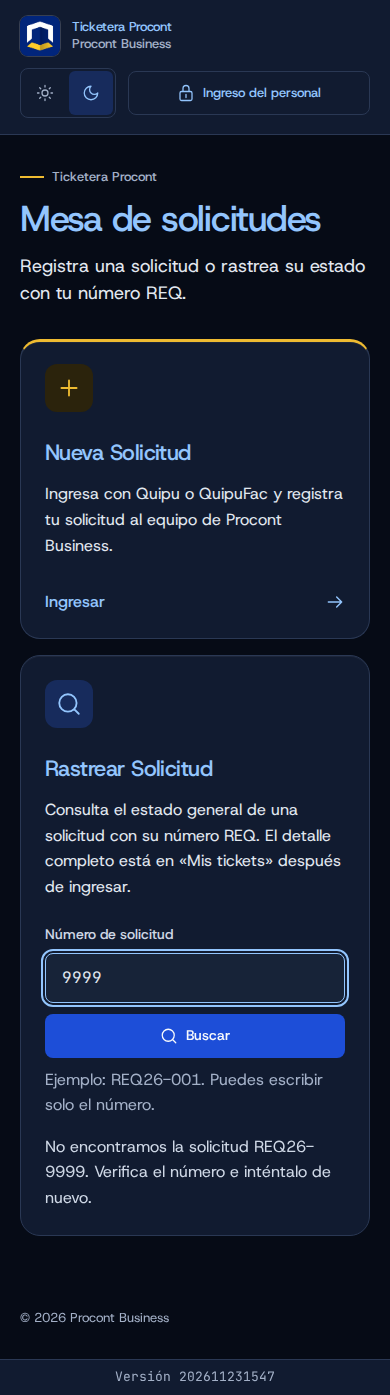 Ticketera Procont
Procont Business
Ingreso del personal
Ticketera Procont
Mesa de solicitudes
Registra una solicitud o rastrea su estado
con tu número REQ.
Nueva Solicitud
Ingresa con Quipu o QuipuFac y registra
tu solicitud al equipo de Procont
Business.
Ingresar
Rastrear Solicitud
Consulta el estado general de una
solicitud con su número REQ. El detalle
completo está en «Mis tickets» después
de ingresar.
Número de solicitud
9999
Buscar
Ejemplo: REQ26-001. Puedes escribir
solo el número.
No encontramos la solicitud REQ26-
9999. Verifica el número e inténtalo de
nuevo.
© 2026 Procont Business
Versión 202611231547